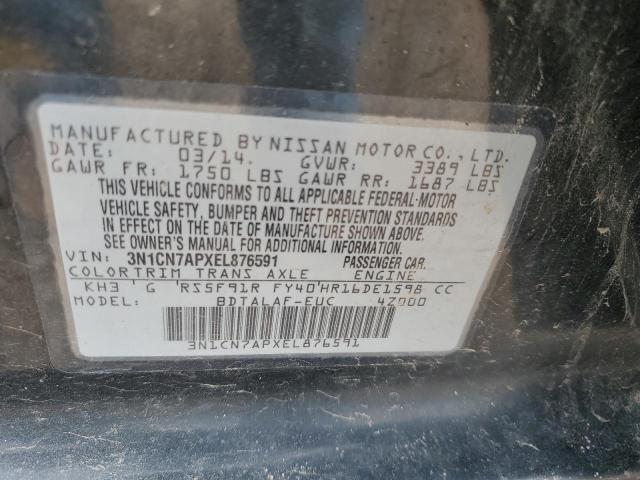 MANUFACTURED BY NISSAN MOTOR CO., LTD.
DATE: 03/14. GVWR: 3389 LBS
GAWR FR: 1750 LBS GAWR RR: 1687 LBS
THIS VEHICLE CONFORMS TO ALL APPLICABLE FEDERAL MOTOR
VEHICLE SAFETY, BUMPER AND THEFT PREVENTION STANDARDS
IN EFFECT ON THE DATE OF MANUFACTURE SHOWN ABOVE.
SEE OWNER'S MANUAL FOR ADDITIONAL INFORMATION.
VIN: 3N1CN7APXEL876591 PASSENGER CAR.
COLOR TRIM TRANS AXLE ENGINE
KH3 G RS5F91R FY40 HR16DE1598 CC
MODEL: BDTALAF-EUC 4Z000
3N1CN7APXEL876591